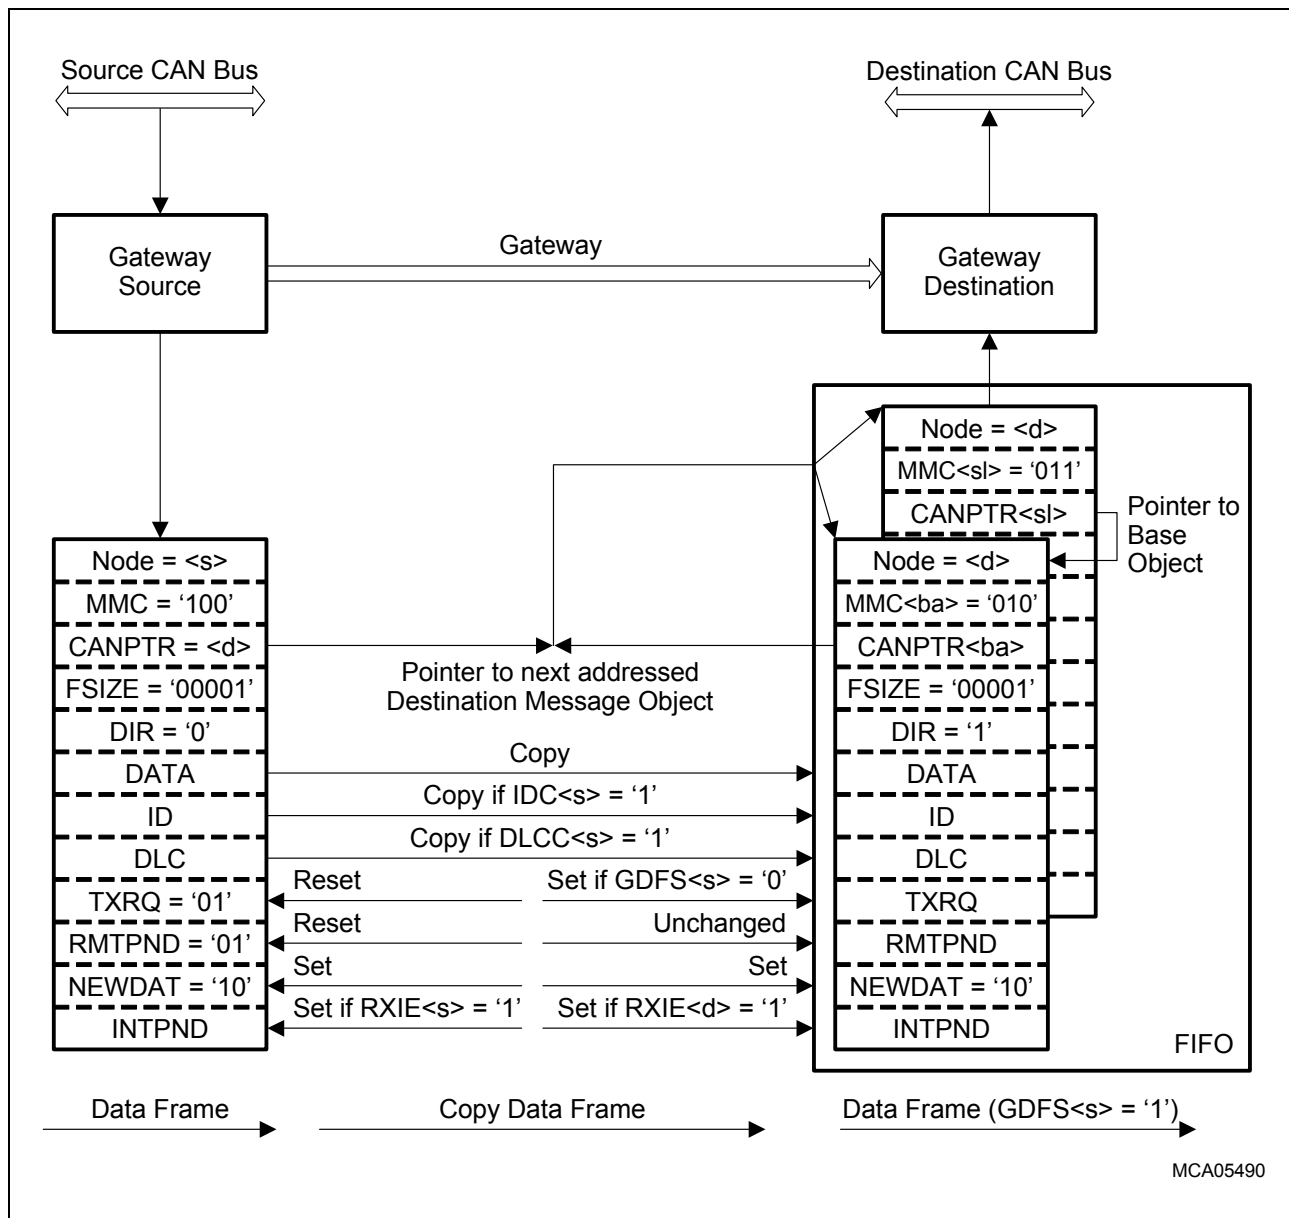 Source CAN Bus
Destination CAN Bus
Gateway
Source
Gateway
Gateway
Destination
Node = <d>
MMC<sl> = ‘011’
CANPTR<sl>
Pointer to
Base
Object
Node = <s>
MMC = ‘100’
CANPTR = <d>
FSIZE = ‘00001’
DIR = ‘0’
DATA
ID
DLC
TXRQ = ‘01’
RMTPND = ‘01’
NEWDAT = ‘10’
INTPND
Pointer to next addressed
Destination Message Object
Copy
Copy if IDC<s> = ‘1’
Copy if DLCC<s> = ‘1’
Reset
Set if GDFS<s> = ‘0’
Reset
Unchanged
Set
Set
Set if RXIE<s> = ‘1’
Set if RXIE<d> = ‘1’
Node = <d>
MMC<ba> = ‘010’
CANPTR<ba>
FSIZE = ‘00001’
DIR = ‘1’
DATA
ID
DLC
TXRQ
RMTPND
NEWDAT = ‘10’
INTPND
FIFO
Data Frame
Copy Data Frame
Data Frame (GDFS<s> = ‘1’)
MCA05490